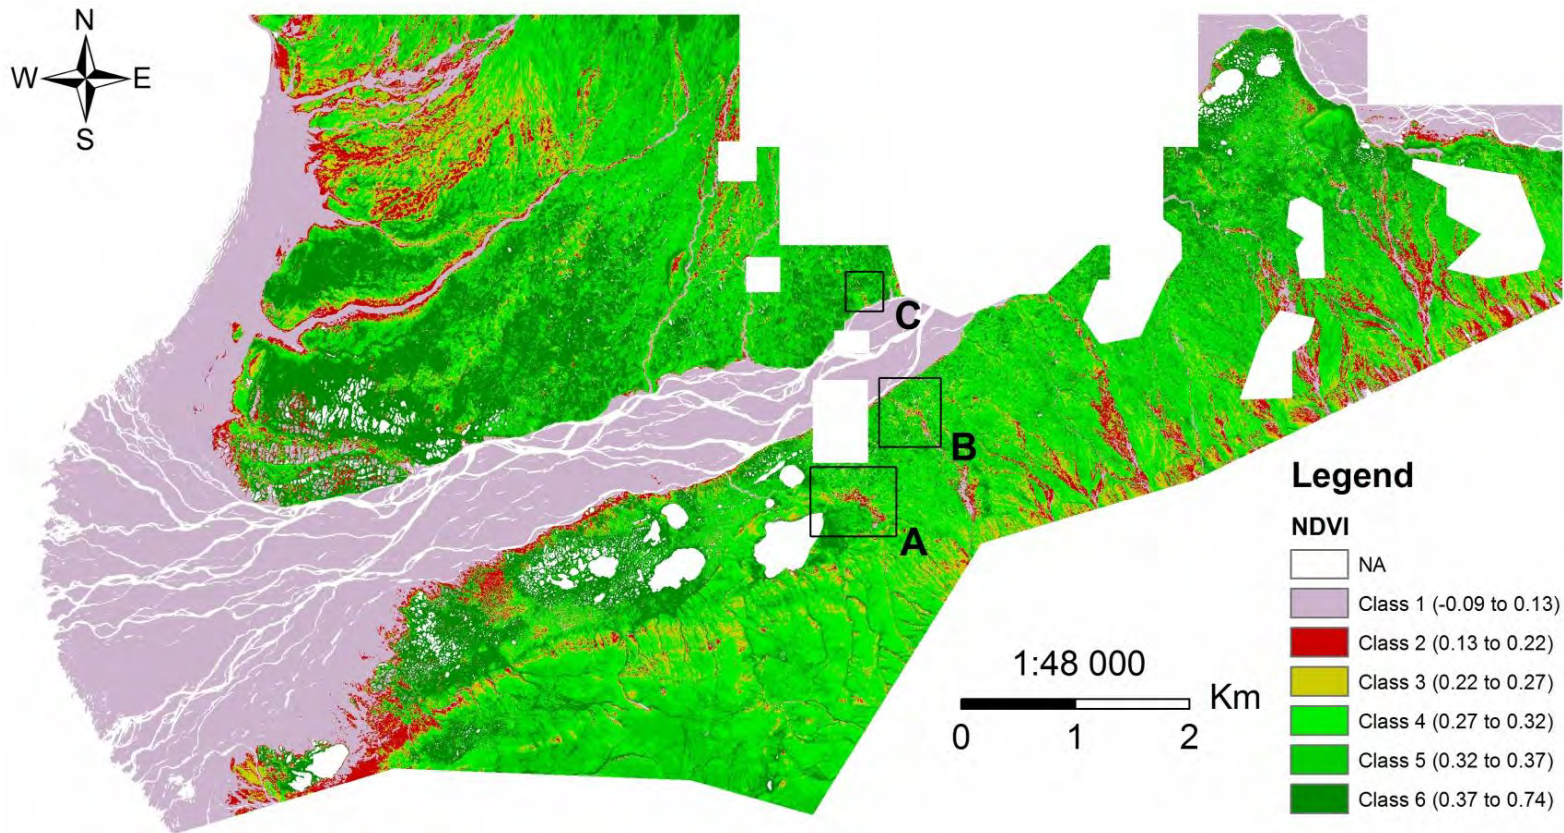 N
W E
S
C
B
A
Legend
NDVI
NA
Class 1 (-0.09 to 0.13)
Class 2 (0.13 to 0.22)
Class 3 (0.22 to 0.27)
Class 4 (0.27 to 0.32)
Class 5 (0.32 to 0.37)
Class 6 (0.37 to 0.74)
1:48 000
Km
0 1 2